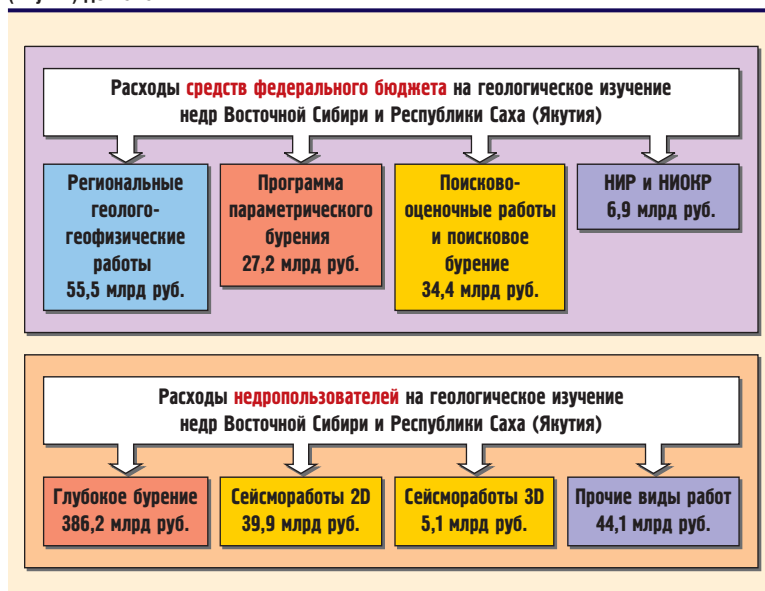 Расходы средств федерального бюджета на геологическое изучение
недр Восточной Сибири и Республики Саха (Якутия)
Региональные
геолого-
геофизические
работы
55,5 млрд руб.
Программа
параметрического
бурения
27,2 млрд руб.
Поисково-
оценочные работы
и поисковое
бурение
34,4 млрд руб.
НИР и НИОКР
6,9 млрд руб.
Расходы недропользователей на геологическое изучение
недр Восточной Сибири и Республики Саха (Якутия)
Глубокое бурение
386,2 млрд руб.
Сейсморабoты 2D
39,9 млрд руб.
Сейсморабoты 3D
5,1 млрд руб.
Прочие виды работ
44,1 млрд руб.